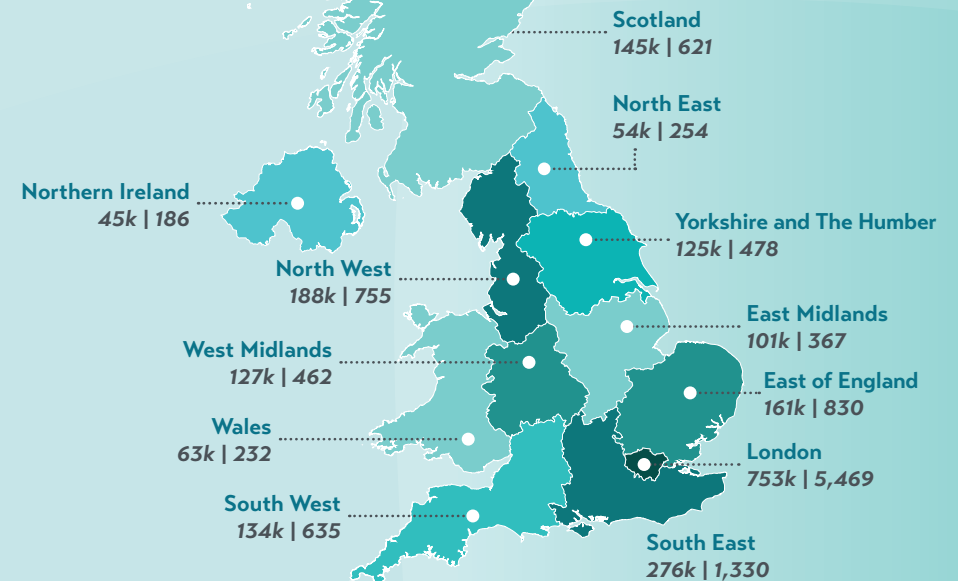 Scotland
145k | 621
North East
54k | 254
Northern Ireland
45k | 186
Yorkshire and The Humber
125k | 478
North West
188k | 755
East Midlands
101k | 367
West Midlands
127k | 462
East of England
161k | 830
Wales
63k | 232
London
753k | 5,469
South West
134k | 635
South East
276k | 1,330